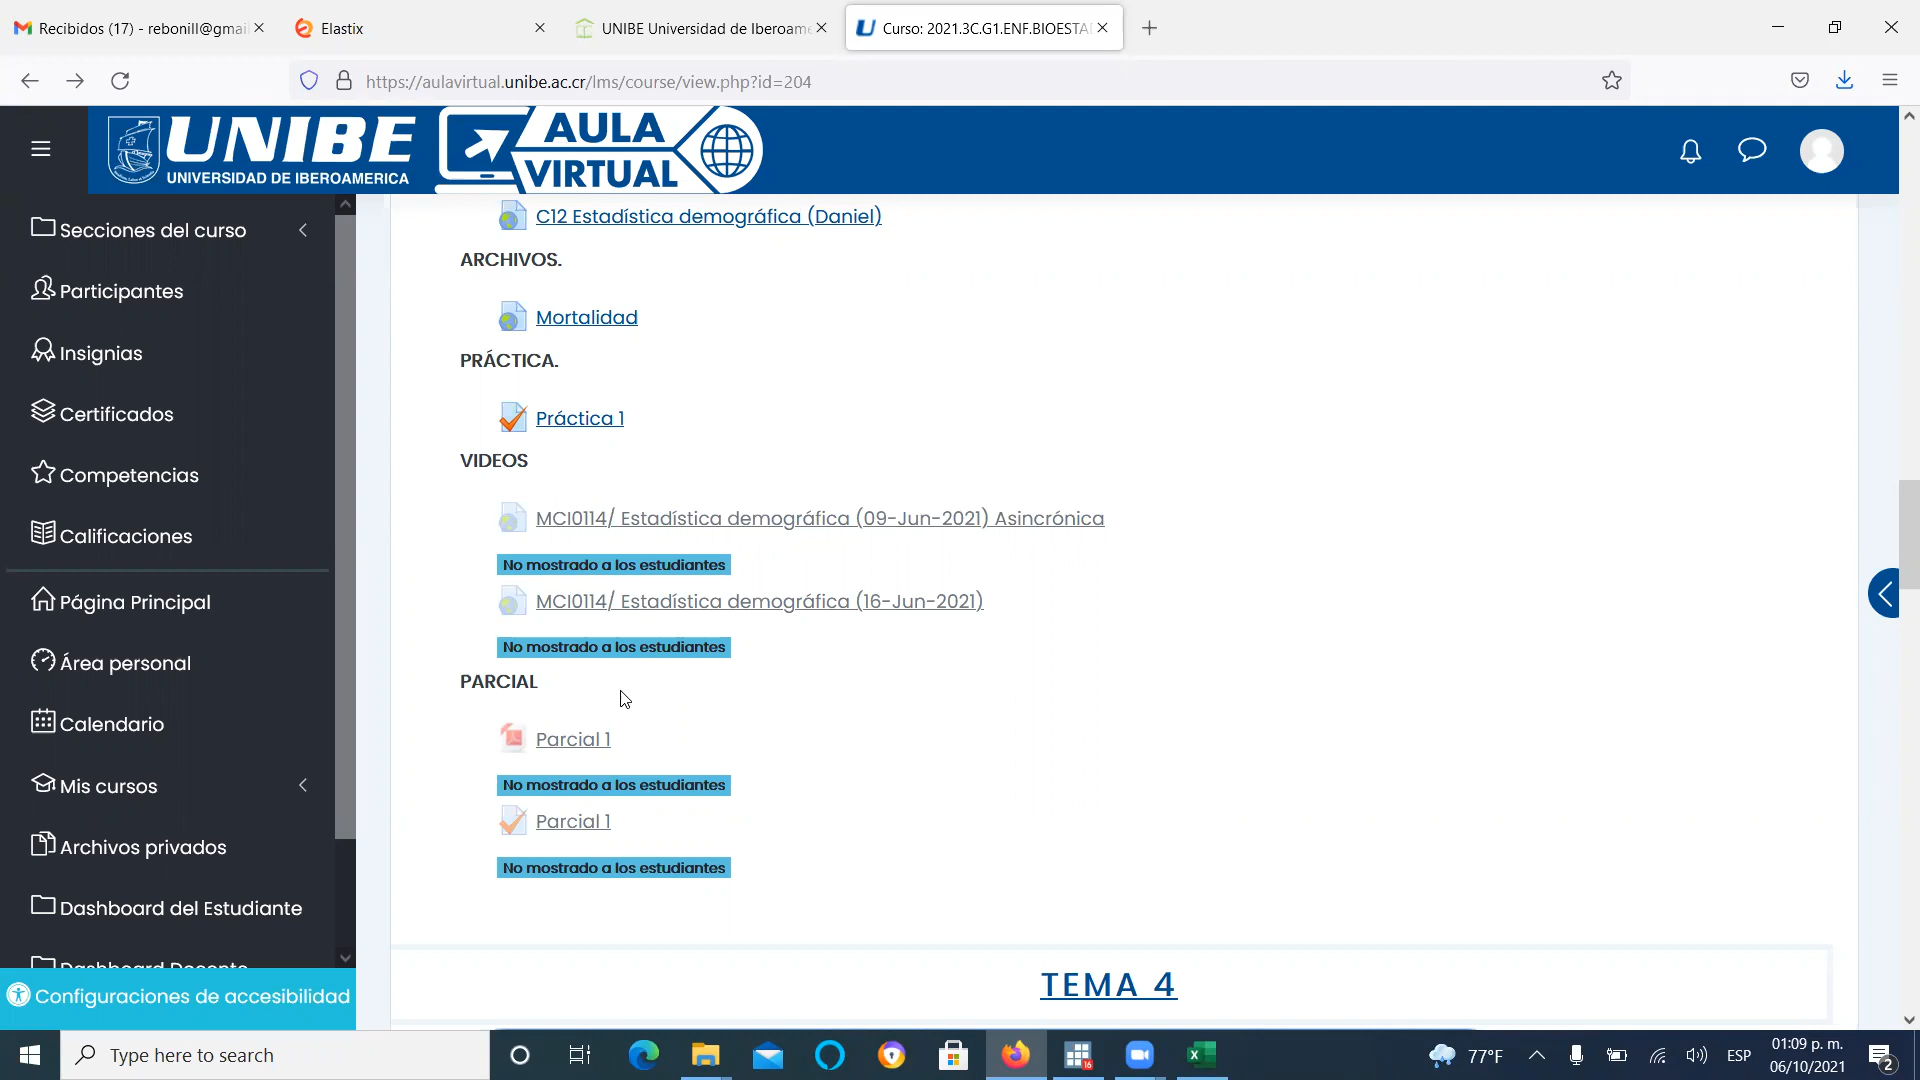 Recibidos (17) - rebonill@gmai
Elastix
UNIBE Universidad de Iberoame
Curso: 2021.3C.G1.ENF.BIOESTA
https://aulavirtual.unibe.ac.cr/lms/course/view.php?id=204
UNIBE
UNIVERSIDAD DE IBEROAMERICA
AULA
VIRTUAL
Secciones del curso
Participantes
Insignias
Certificados
Competencias
Calificaciones
Página Principal
Área personal
Calendario
Mis cursos
Archivos privados
Dashboard del Estudiante
Dashboard Docente
Configuraciones de accesibilidad
C12 Estadística demográfica (Daniel)
ARCHIVOS.
Mortalidad
PRÁCTICA.
Práctica 1
VIDEOS
MCI0114/ Estadística demográfica (09-Jun-2021) Asincrónica
No mostrado a los estudiantes
MCI0114/ Estadística demográfica (16-Jun-2021)
No mostrado a los estudiantes
PARCIAL
Parcial 1
No mostrado a los estudiantes
Parcial 1
No mostrado a los estudiantes
TEMA 4
Type here to search
16
77°F
ESP
01:09 p. m.
06/10/2021
2